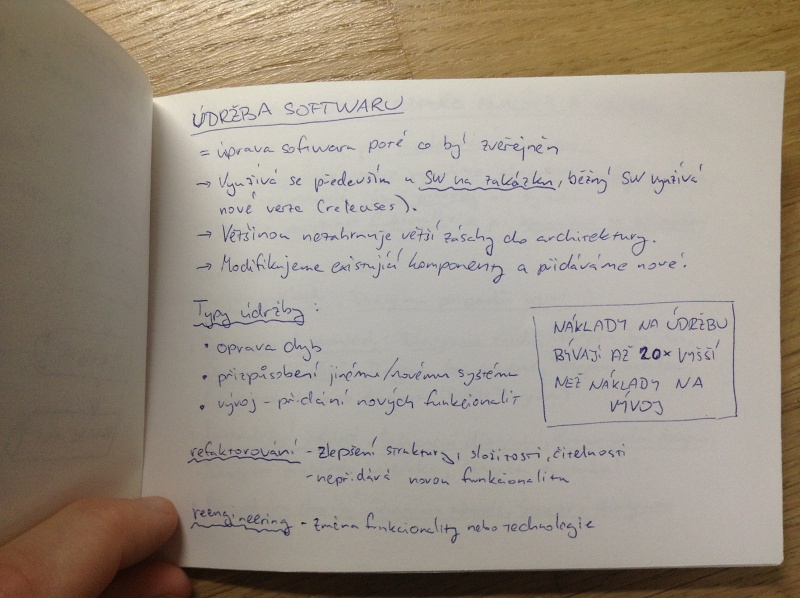 ÚDRŽBA SOFTWARU
= úprava softwaru poté co byl zveřejněn
→ Využívá se především u SW na zakázku, běžný SW využívá
nové verze (releases).
→ Většinou nezahrnuje větší zásahy do architektury.
→ Modifikujeme existující komponenty a přidáváme nové.
Typy údržby:
• oprava chyb
• přizpůsobení jinému/novému systému
• vývoj - přidání nových funkcionalit
NÁKLADY NA ÚDRŽBU
BÝVAJÍ AŽ 20× VYŠŠÍ
NEŽ NÁKLADY NA
VÝVOJ
refaktorování - zlepšení struktury, složitosti, čitelnosti
- nepřidává novou funkcionalitu
reengineering - změna funkcionality nebo technologie